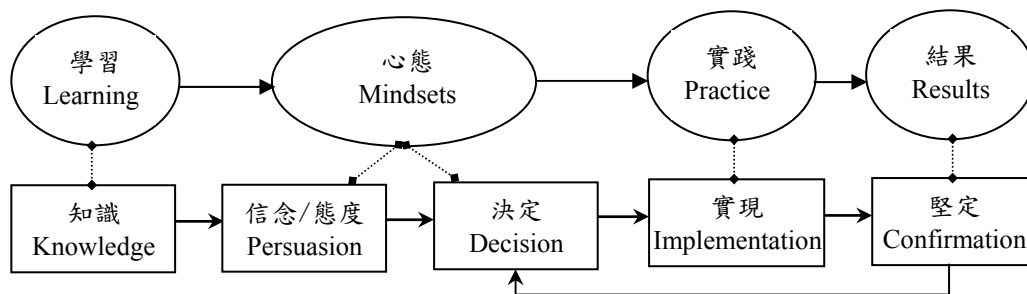 學習
Learning
心態
Mindsets
實踐
Practice
結果
Results
知識
Knowledge
信念/態度
Persuasion
決定
Decision
實現
Implementation
堅定
Confirmation